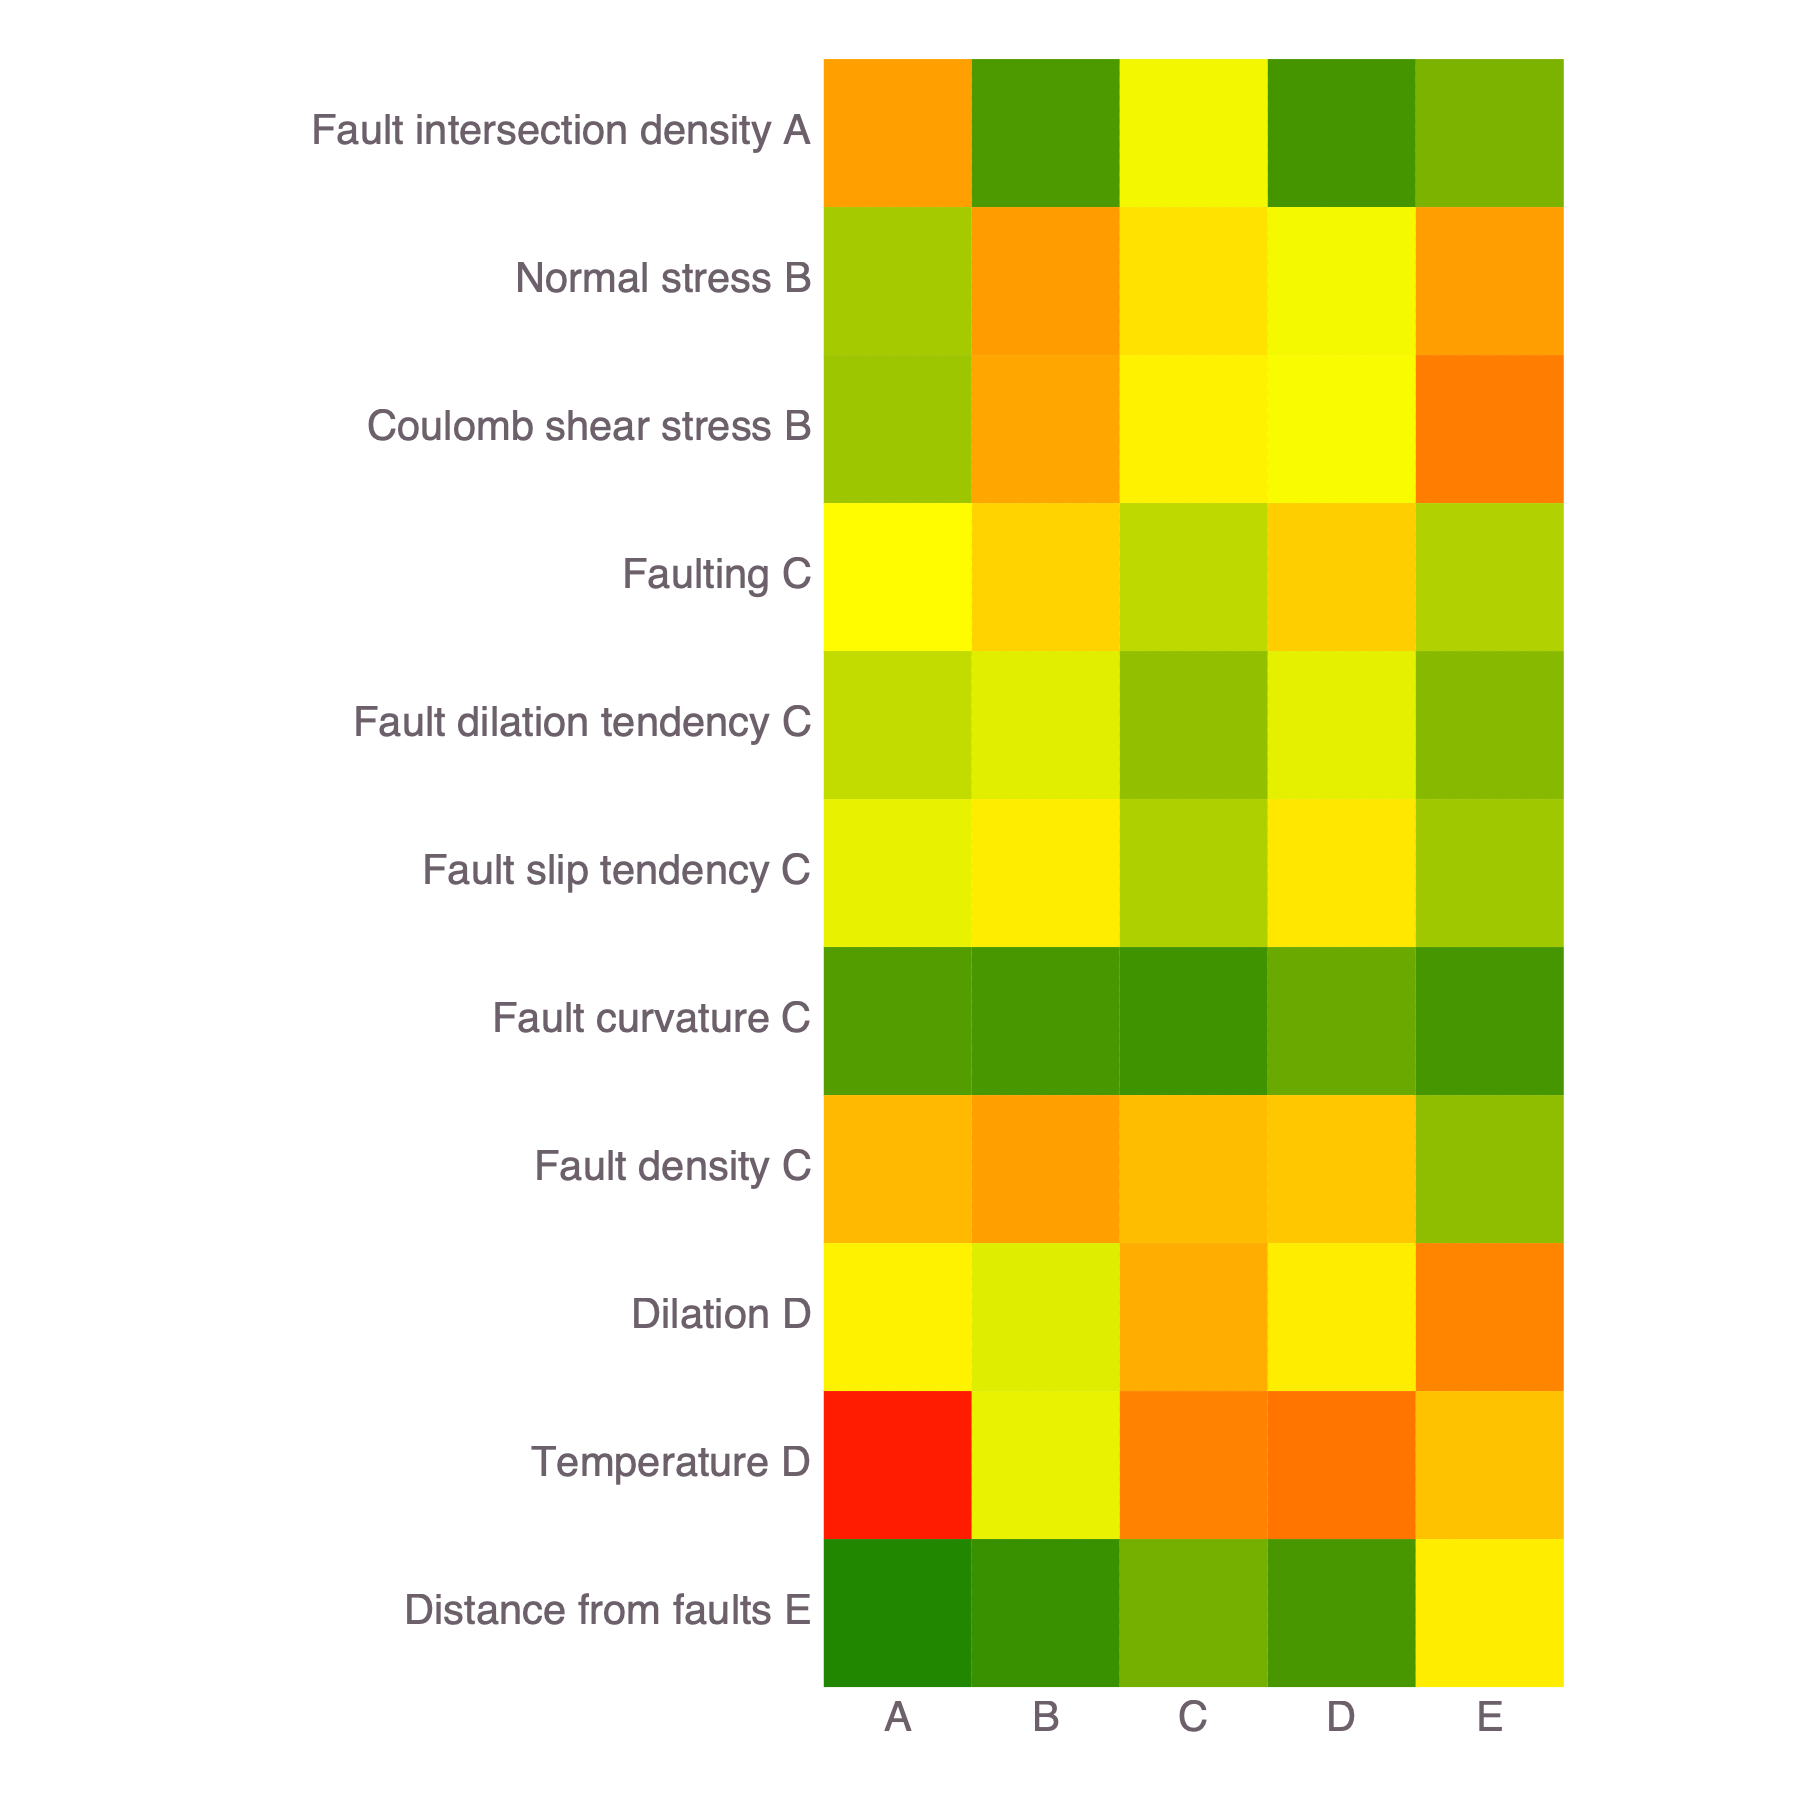 Fault intersection density A
Normal stress B
Coulomb shear stress B
Faulting C
Fault dilation tendency C
Fault slip tendency C
Fault curvature C
Fault density C
Dilation D
Temperature D
Distance from faults E
A B C D E